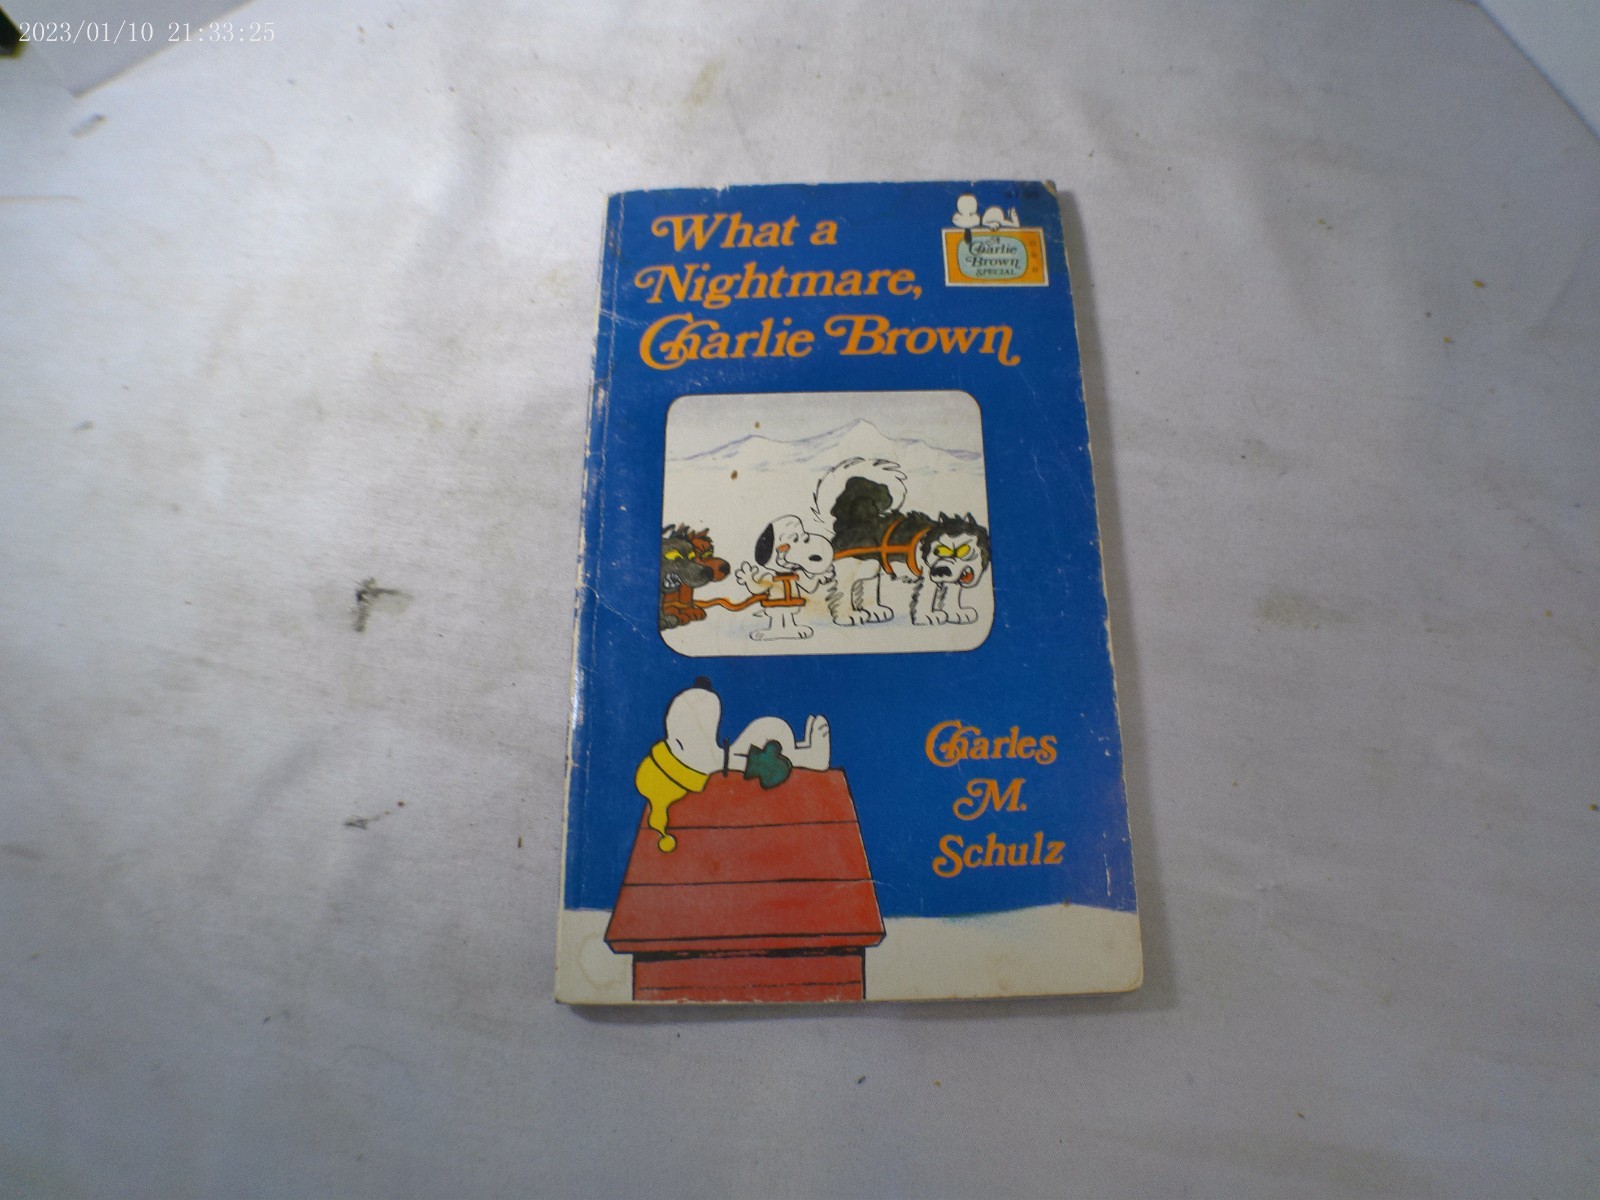 2023/01/10 21:33:25
What a
Nightmare,
Charlie Brown
A
Charlie
Brown
SPECIAL
Charles
M.
Schulz